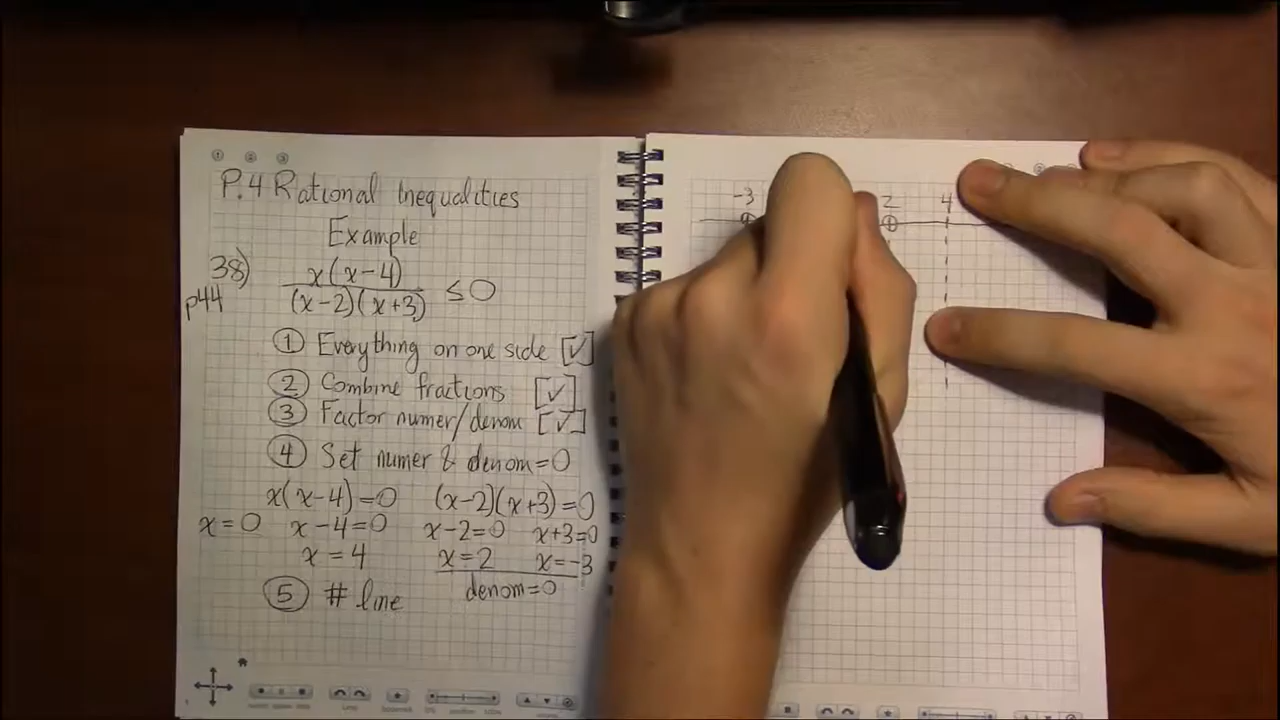 P.4 Rational Inequalities
Example
38) x(x-4)
p44 (x-2)(x+3) ≤ 0
① Everything on one side [✓]
② Combine fractions [✓]
③ Factor numer/denom [✓]
④ Set numer & denom=0
x(x-4)=0 (x-2)(x+3)=0
x=0 x-4=0 x-2=0 x+3=0
x=4 x=2 x=-3
denom=0
⑤ # line
-3 2 4